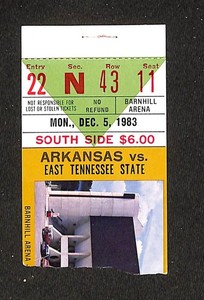 Entry Sec. Row Seat
22 N 43 11
NOT RESPONSIBLE FOR LOST OR STOLEN TICKETS
NO REFUND
BARNHILL ARENA
MON., DEC. 5, 1983
SOUTH SIDE $6.00
ARKANSAS vs.
EAST TENNESSEE STATE
BARNHILL ARENA